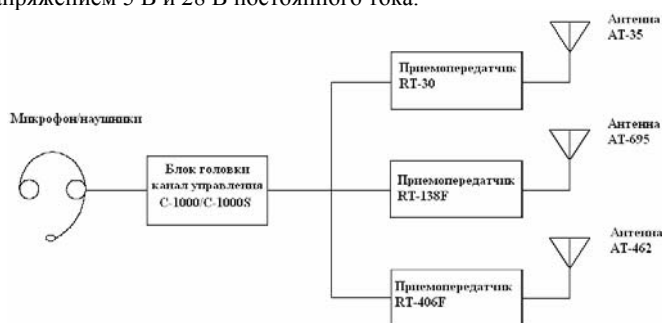 напряжением 5 В и 28 В постоянного тока.
Антенна
АТ-35
Приемопередатчик
RT-30
Микрофон/наушники
Антенна
АТ-695
Блок головки
канал управления
С-1000/С-1000S
Приемопередатчик
RT-138F
Антенна
АТ-462
Приемопередатчик
RT-406F